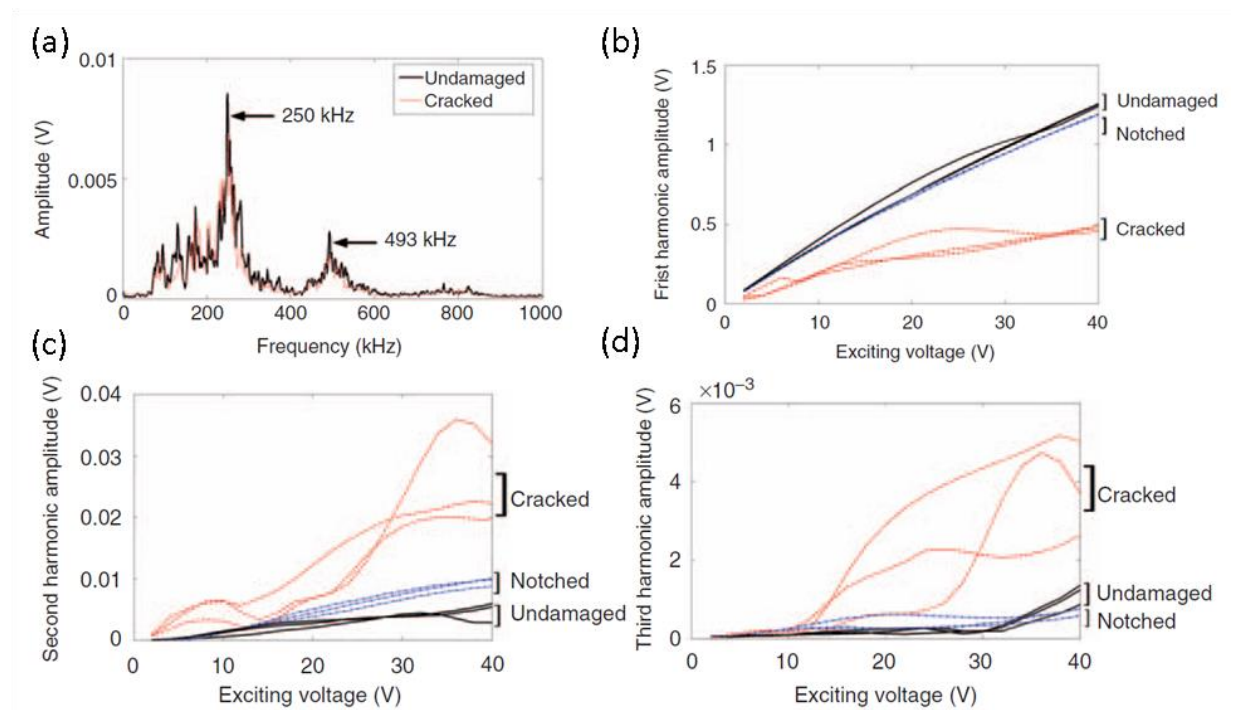 (a)
0.01
0.005
0
Amplitude (V)
Undamaged
Cracked
250 kHz
493 kHz
0 200 400 600 800 1000
Frequency (kHz)
(b)
1.5
1
0.5
0
Frist harmonic amplitude (V)
Undamaged
Notched
Cracked
0 10 20 30 40
Exciting voltage (V)
(c)
0.04
0.03
0.02
0.01
0
Second harmonic amplitude (V)
Cracked
Notched
Undamaged
0 10 20 30 40
Exciting voltage (V)
(d)
×10⁻³
6
4
2
0
Third harmonic amplitude (V)
Cracked
Undamaged
Notched
0 10 20 30 40
Exciting voltage (V)